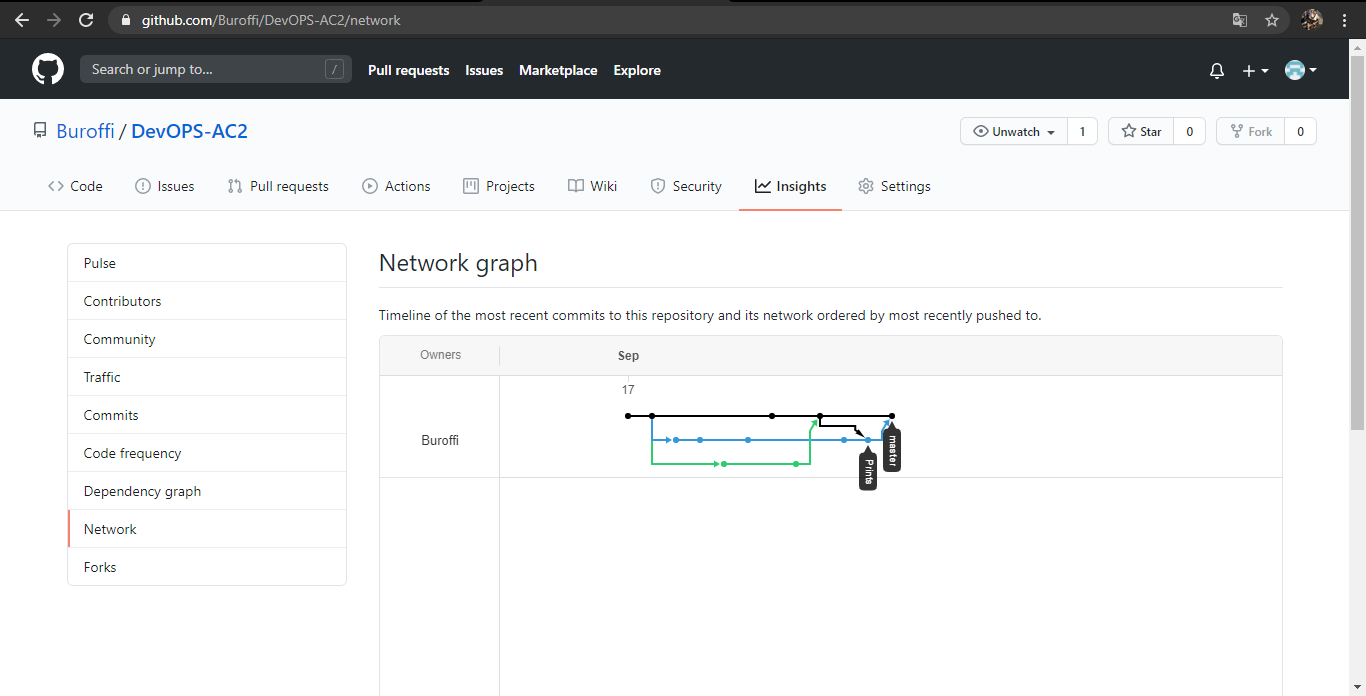 github.com/Buroffi/DevOPS-AC2/network
Search or jump to... /
Pull requests Issues Marketplace Explore
Buroffi / DevOPS-AC2
Unwatch 1 Star 0 Fork 0
Code Issues Pull requests Actions Projects Wiki Security Insights Settings
Pulse
Contributors
Community
Traffic
Commits
Code frequency
Dependency graph
Network
Forks
Network graph
Timeline of the most recent commits to this repository and its network ordered by most recently pushed to.
Owners Sep
17
Buroffi
master
Prints